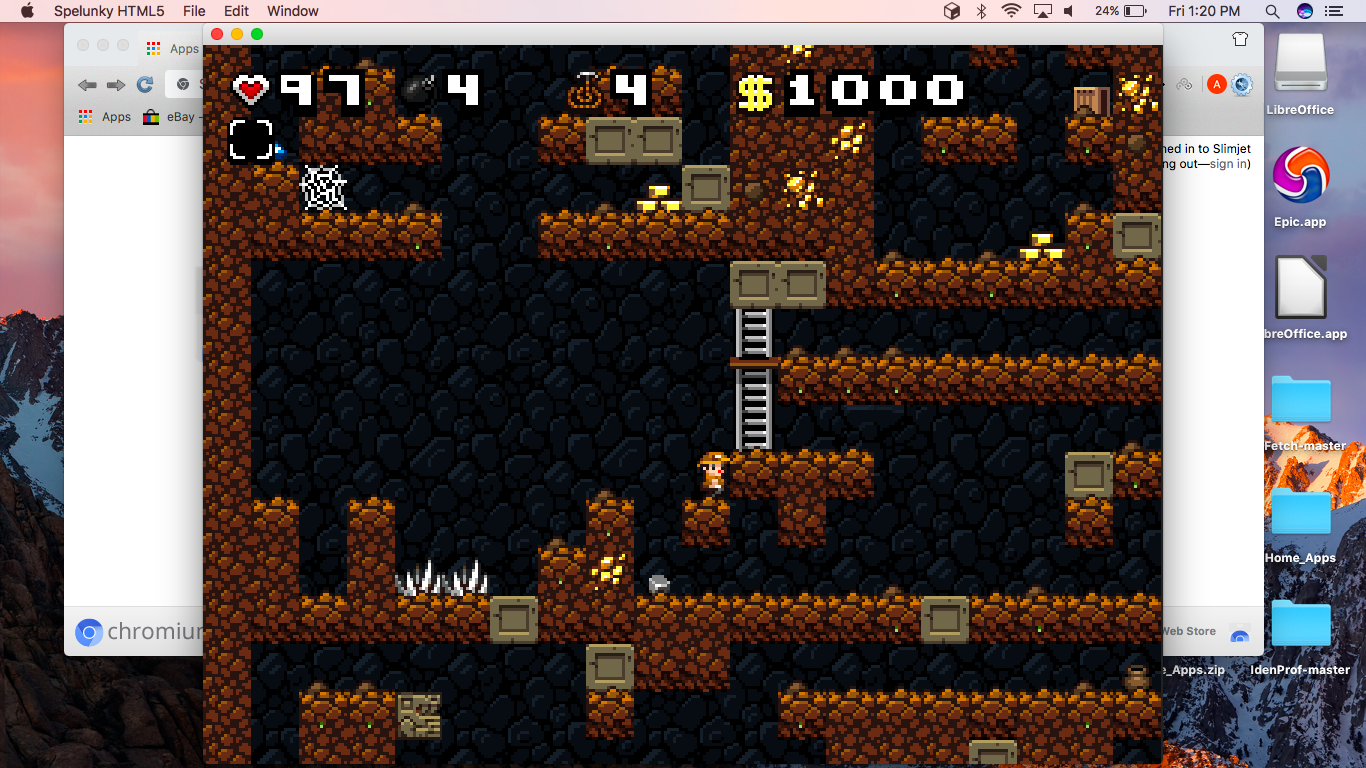 Spelunky HTML5 File Edit Window 24% Fri 1:20 PM
Apps
97 4 4 $1000
A
Apps eBay
ned in to Slimjet
ng out—sign in)
LibreOffice
Epic.app
breOffice.app
Fetch-master
Home_Apps
chromiu
Web Store
e_Apps.zip IdenProf-master